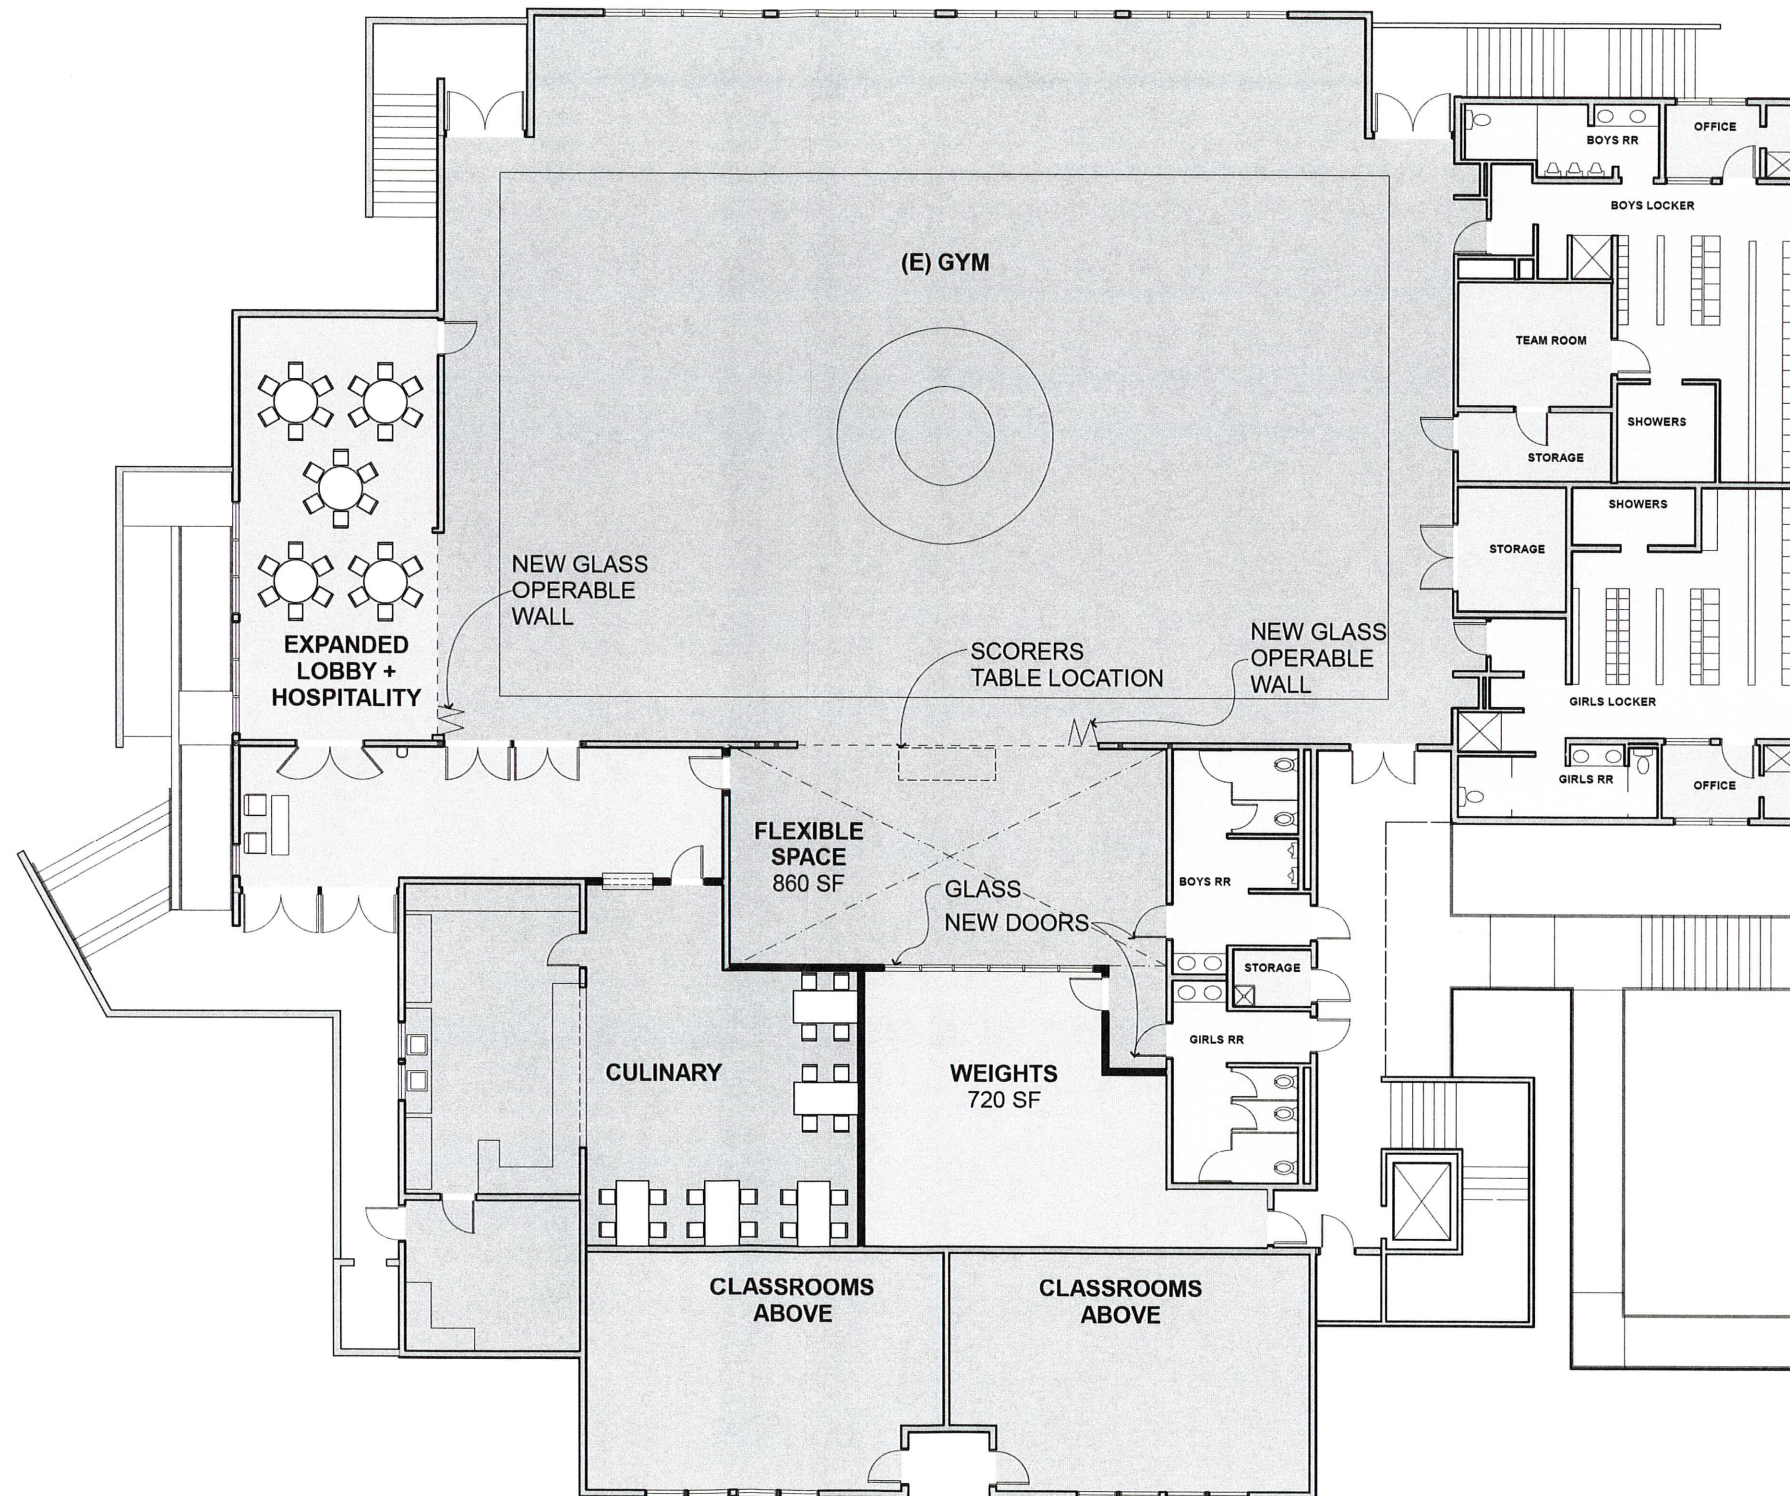 OFFICE
BOYS RR
BOYS LOCKER
(E) GYM
TEAM ROOM
SHOWERS
STORAGE
SHOWERS
STORAGE
NEW GLASS
OPERABLE
WALL
EXPANDED
LOBBY +
HOSPITALITY
SCORERS
TABLE LOCATION
NEW GLASS
OPERABLE
WALL
GIRLS LOCKER
GIRLS RR
OFFICE
FLEXIBLE
SPACE
860 SF
GLASS
NEW DOORS
BOYS RR
STORAGE
GIRLS RR
CULINARY
WEIGHTS
720 SF
CLASSROOMS
ABOVE
CLASSROOMS
ABOVE